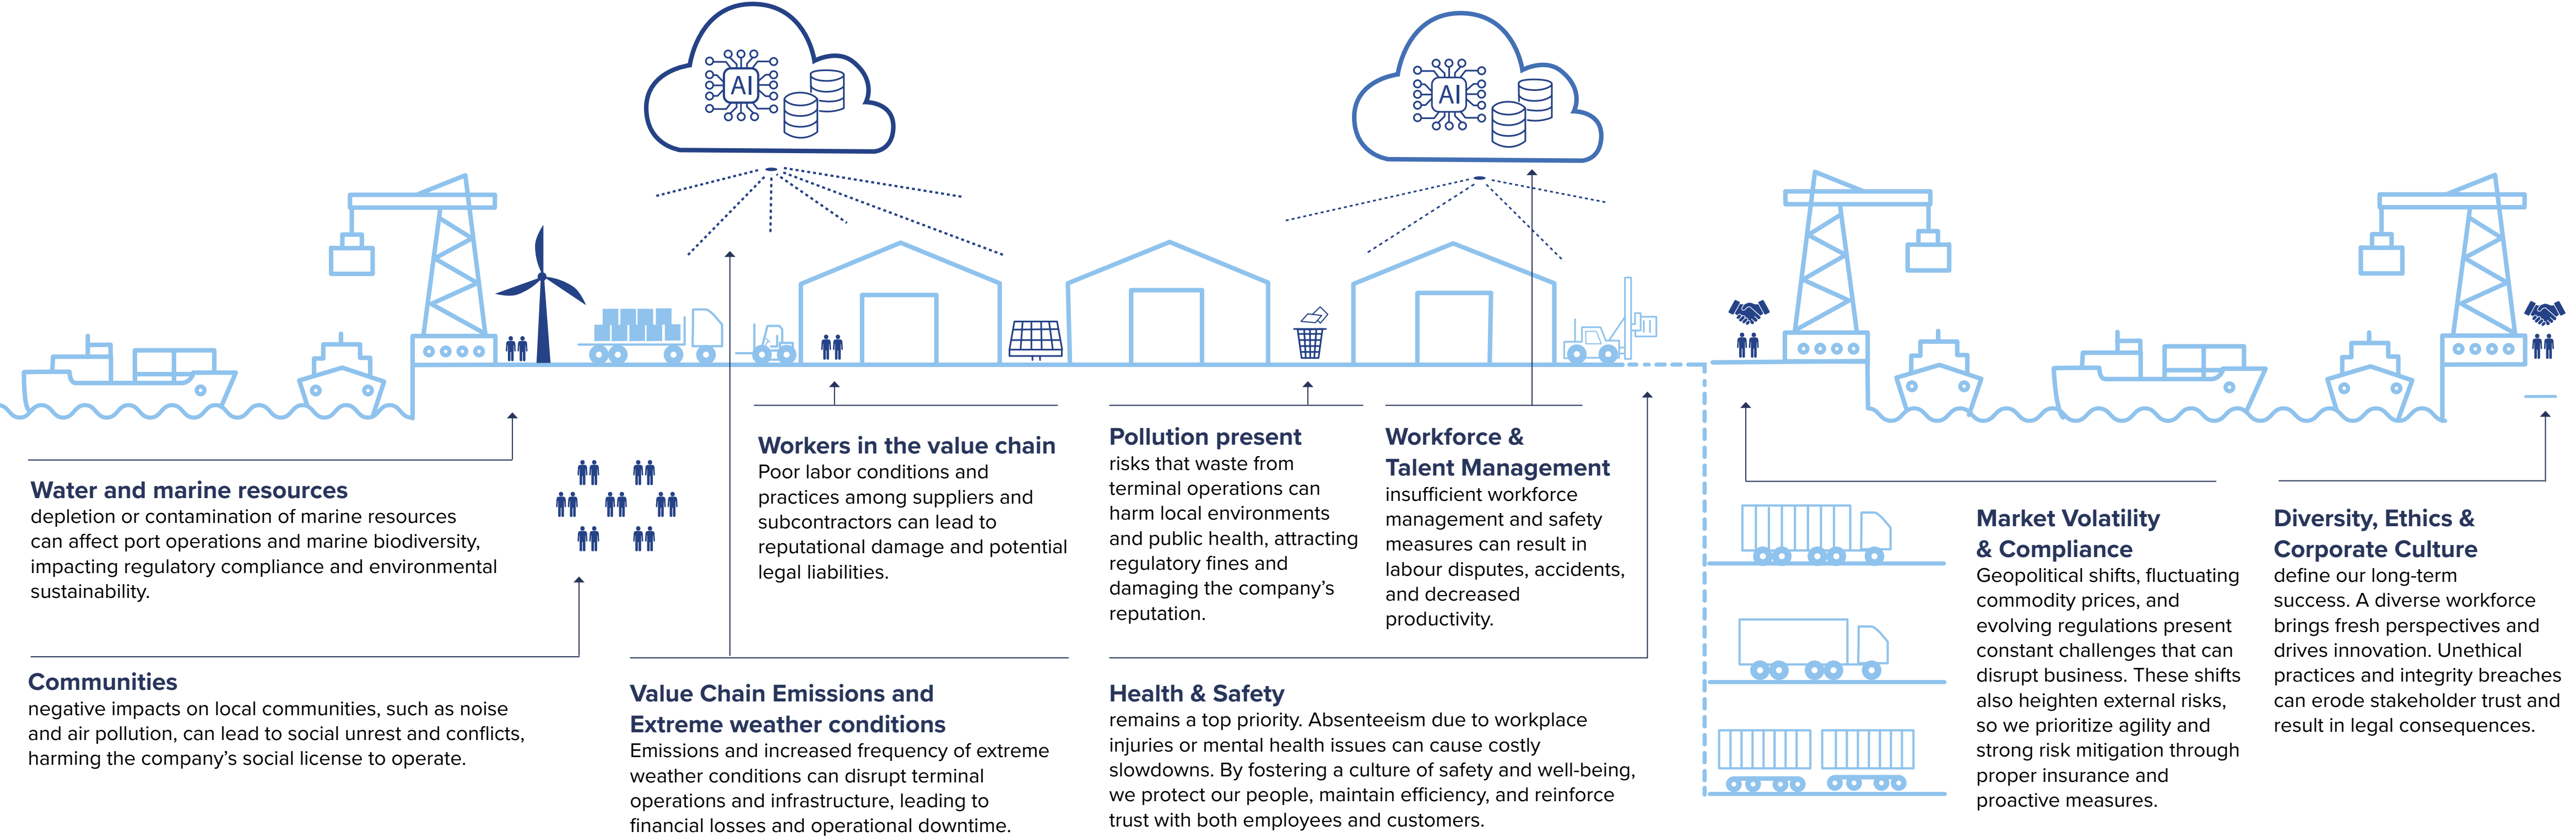 AI
AI
Water and marine resources
depletion or contamination of marine resources
can affect port operations and marine biodiversity,
impacting regulatory compliance and environmental
sustainability.
Communities
negative impacts on local communities, such as noise
and air pollution, can lead to social unrest and conflicts,
harming the company’s social license to operate.
Workers in the value chain
Poor labor conditions and
practices among suppliers and
subcontractors can lead to
reputational damage and potential
legal liabilities.
Value Chain Emissions and
Extreme weather conditions
Emissions and increased frequency of extreme
weather conditions can disrupt terminal
operations and infrastructure, leading to
financial losses and operational downtime.
Pollution present
risks that waste from
terminal operations can
harm local environments
and public health, attracting
regulatory fines and
damaging the company’s
reputation.
Workforce &
Talent Management
insufficient workforce
management and safety
measures can result in
labour disputes, accidents,
and decreased
productivity.
Health & Safety
remains a top priority. Absenteeism due to workplace
injuries or mental health issues can cause costly
slowdowns. By fostering a culture of safety and well-being,
we protect our people, maintain efficiency, and reinforce
trust with both employees and customers.
Market Volatility
& Compliance
Geopolitical shifts, fluctuating
commodity prices, and
evolving regulations present
constant challenges that can
disrupt business. These shifts
also heighten external risks,
so we prioritize agility and
strong risk mitigation through
proper insurance and
proactive measures.
Diversity, Ethics &
Corporate Culture
define our long-term
success. A diverse workforce
brings fresh perspectives and
drives innovation. Unethical
practices and integrity breaches
can erode stakeholder trust and
result in legal consequences.